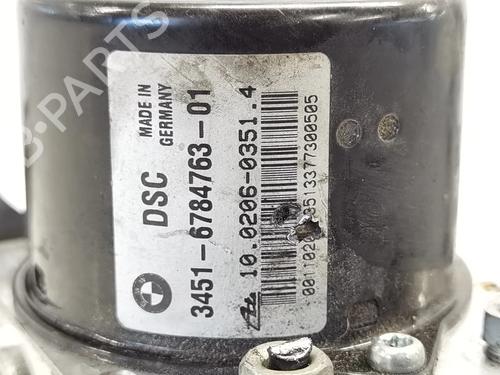 MADE IN
GERMANY
DSC
3451-6784763-01
10.0206-0351.4
B-PARTS